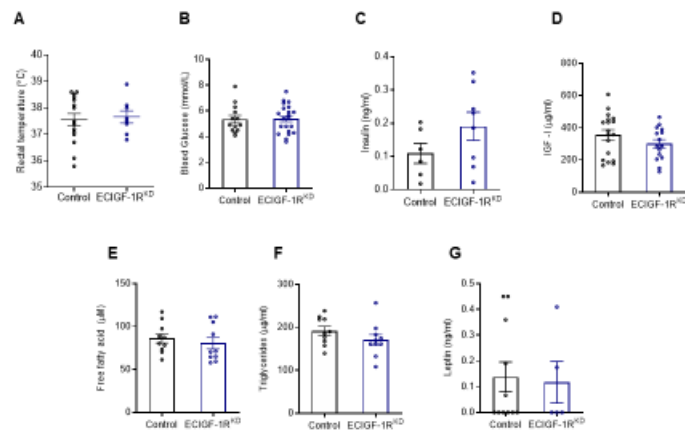 A
B
C
D
Rectal temperature (°C)
40
39
38
37
36
35
Control ECIGF-1R^KD
Blood Glucose (mmol/L)
10
8
6
4
2
0
Control ECIGF-1R^KD
Insulin (ng/ml)
0.4
0.3
0.2
0.1
0.0
Control ECIGF-1R^KD
IGF -I (µg/ml)
800
600
400
200
0
Control ECIGF-1R^KD
E
F
G
Free fatty acid (µM)
150
100
50
0
Control ECIGF-1R^KD
Triglycerides (µg/ml)
300
200
100
0
Control ECIGF-1R^KD
Leptin (ng/ml)
0.5
0.4
0.3
0.2
0.1
0.0
Control ECIGF-1R^KD